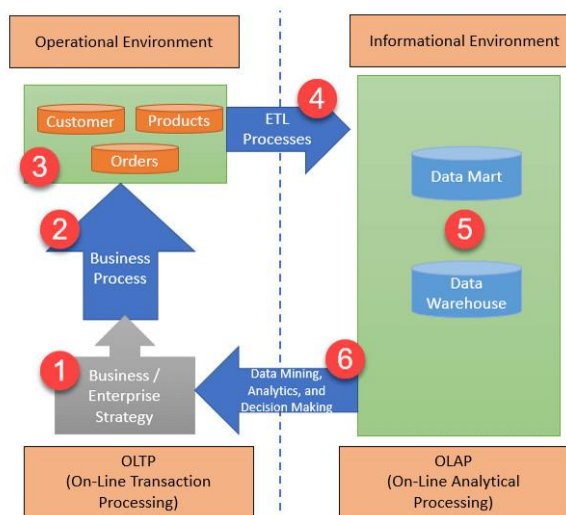 Operational Environment
Informational Environment
Customer
Products
Orders
3
4
ETL
Processes
Data Mart
5
Data
Warehouse
2
Business
Process
1
Business /
Enterprise
Strategy
6
Data Mining,
Analytics, and
Decision Making
OLTP
(On-Line Transaction
Processing)
OLAP
(On-Line Analytical
Processing)